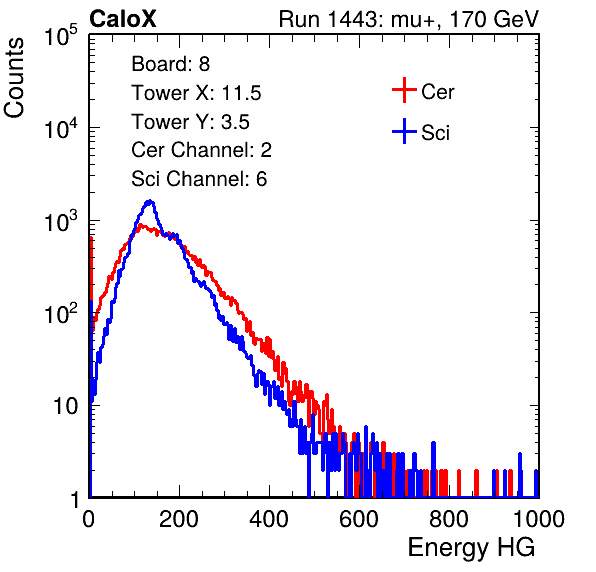 CaloX Run 1443: mu+, 170 GeV
Counts
Board: 8
Tower X: 11.5
Tower Y: 3.5
Cer Channel: 2
Sci Channel: 6
Cer
Sci
10^5
10^4
10^3
10^2
10
1
0 200 400 600 800 1000
Energy HG